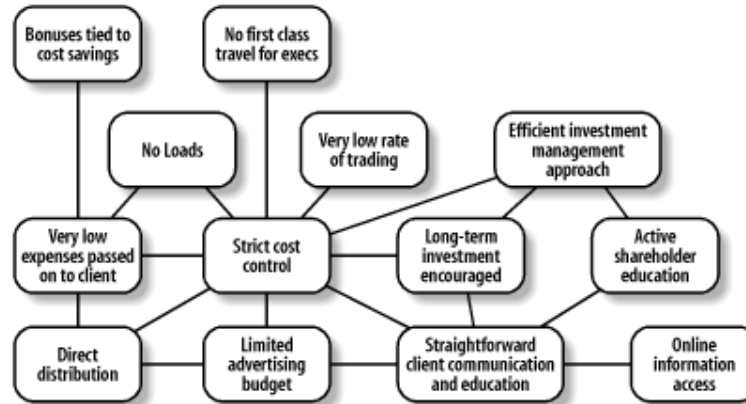 Bonuses tied to
cost savings
No first class
travel for execs
No Loads
Very low rate
of trading
Efficient investment
management
approach
Very low
expenses passed
on to client
Strict cost
control
Long-term
investment
encouraged
Active
shareholder
education
Direct
distribution
Limited
advertising
budget
Straightforward
client communication
and education
Online
information
access